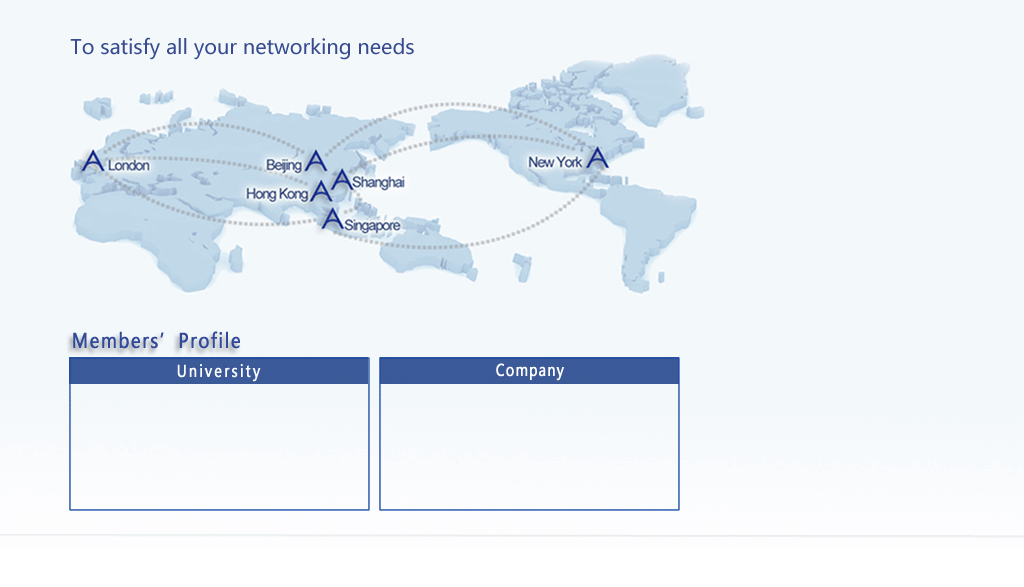 To satisfy all your networking needs
London
Beijing
New York
Shanghai
Hong Kong
Singapore
Members’ Profile
University
Company